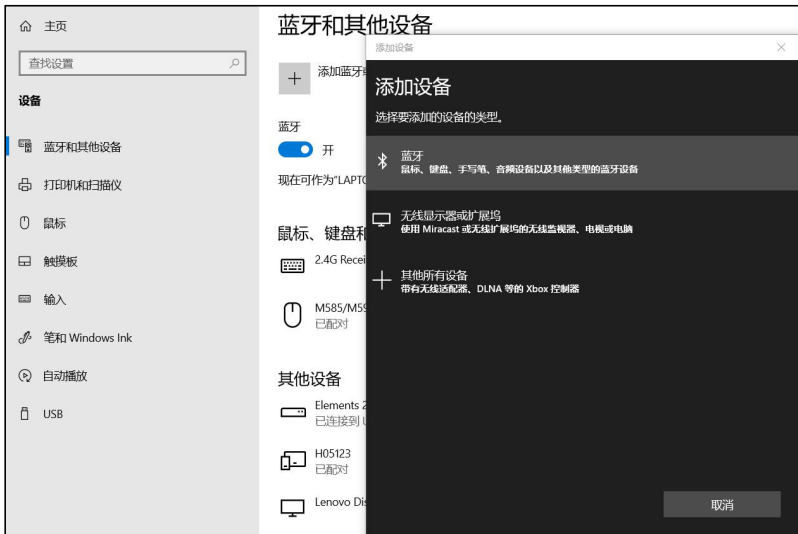 主页
查找设置
设备
蓝牙和其他设备
打印机和扫描仪
鼠标
触摸板
输入
笔和 Windows Ink
自动播放
USB
蓝牙和其他设备
添加蓝牙
蓝牙
开
现在可作为"LAPTO
鼠标、键盘和
2.4G Recei
M585/M59
已配对
其他设备
Elements 2
已连接到 U
H05123
已配对
Lenovo Dis
添加设备
添加设备
选择要添加的设备的类型。
蓝牙
鼠标、键盘、手写笔、音频设备以及其他类型的蓝牙设备
无线显示器或扩展坞
使用 Miracast 或无线扩展坞的无线监视器、电视或电脑
其他所有设备
带有无线适配器、DLNA 等的 Xbox 控制器
取消